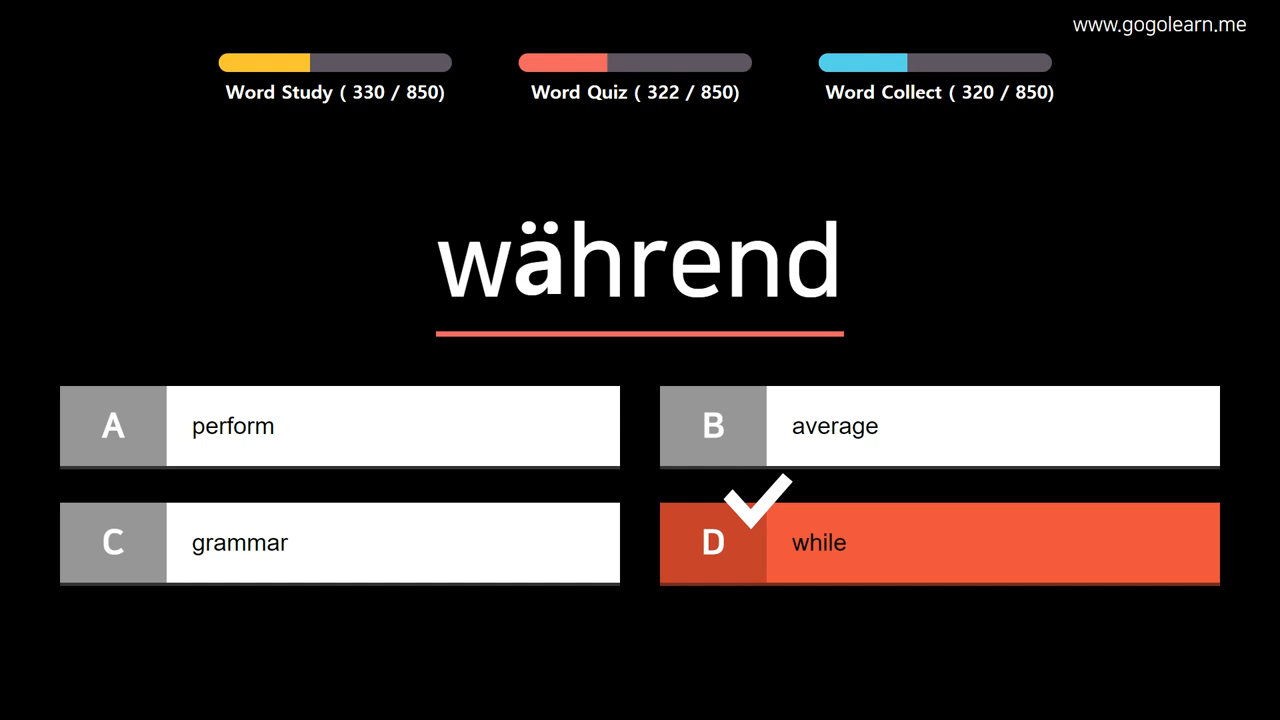 www.gogolearn.me
Word Study ( 330 / 850)
Word Quiz ( 322 / 850)
Word Collect ( 320 / 850)
während
A perform
B average
C grammar
D while